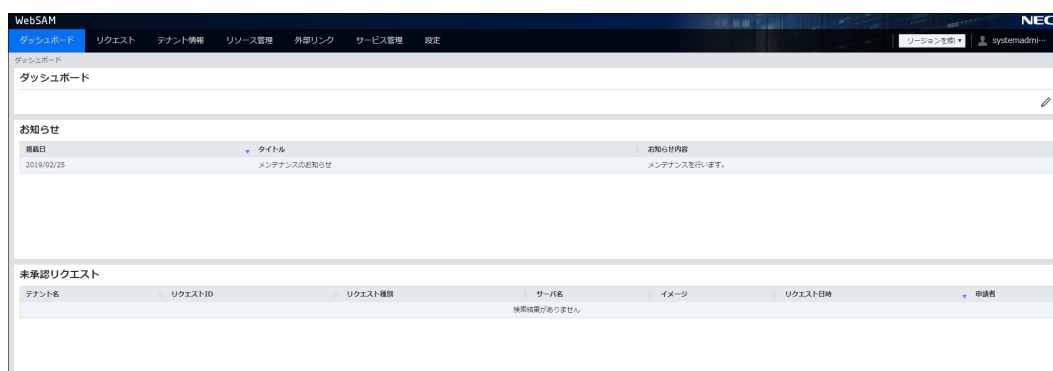 WebSAM NEC
ダッシュボード リクエスト テナント情報 リソース管理 外部リンク サービス管理 設定 リージョンを検 systemadmi…
ダッシュボード
ダッシュボード
お知らせ
掲載日 タイトル お知らせ内容
2019/02/25 メンテナンスのお知らせ メンテナンスを行います。
未承認リクエスト
テナント名 リクエストID リクエスト種別 サーバ名 イメージ リクエスト日時 申請者
検索結果がありません